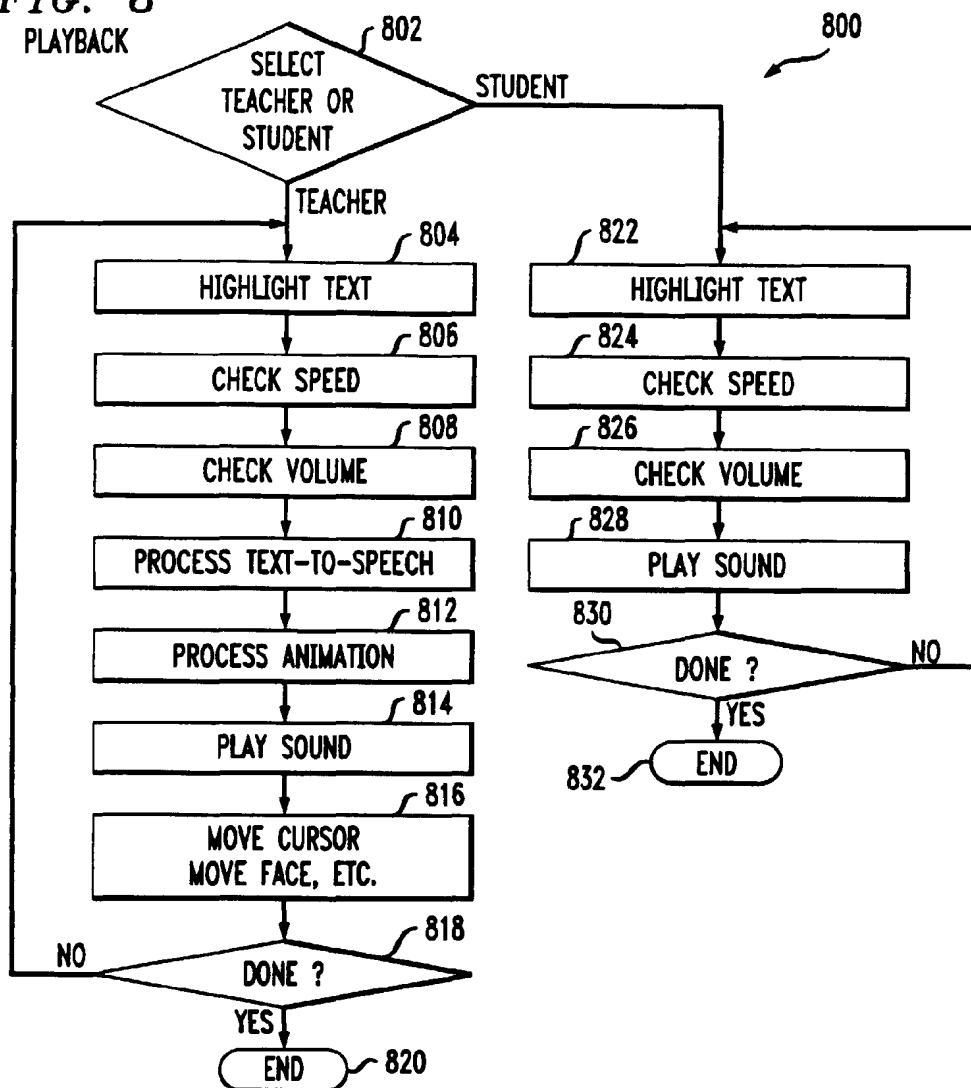 FIG. 8
PLAYBACK
802
800
SELECT
TEACHER OR
STUDENT
STUDENT
TEACHER
804
HIGHLIGHT TEXT
806
CHECK SPEED
808
CHECK VOLUME
810
PROCESS TEXT-TO-SPEECH
812
PROCESS ANIMATION
814
PLAY SOUND
816
MOVE CURSOR
MOVE FACE, ETC.
818
NO
DONE ?
YES
END
820
822
HIGHLIGHT TEXT
824
CHECK SPEED
826
CHECK VOLUME
828
PLAY SOUND
830
DONE ?
NO
YES
END
832